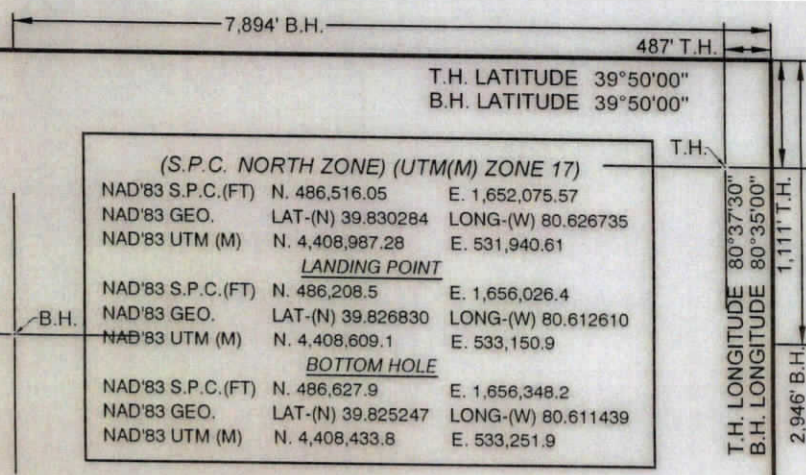 7,894' B.H.
487' T.H.
T.H. LATITUDE 39°50'00"
B.H. LATITUDE 39°50'00"
T.H.
(S.P.C. NORTH ZONE) (UTM(M) ZONE 17)
NAD'83 S.P.C.(FT) N. 486,516.05 E. 1,652,075.57
NAD'83 GEO. LAT-(N) 39.830284 LONG-(W) 80.626735
NAD'83 UTM (M) N. 4,408,987.28 E. 531,940.61
LANDING POINT
NAD'83 S.P.C.(FT) N. 486,208.5 E. 1,656,026.4
NAD'83 GEO. LAT-(N) 39.826830 LONG-(W) 80.612610
NAD'83 UTM (M) N. 4,408,609.1 E. 533,150.9
BOTTOM HOLE
NAD'83 S.P.C.(FT) N. 486,627.9 E. 1,656,348.2
NAD'83 GEO. LAT-(N) 39.825247 LONG-(W) 80.611439
NAD'83 UTM (M) N. 4,408,433.8 E. 533,251.9
B.H.
T.H. LONGITUDE 80°37'30"
B.H. LONGITUDE 80°35'00"
1,111' T.H.
2,946' B.H.